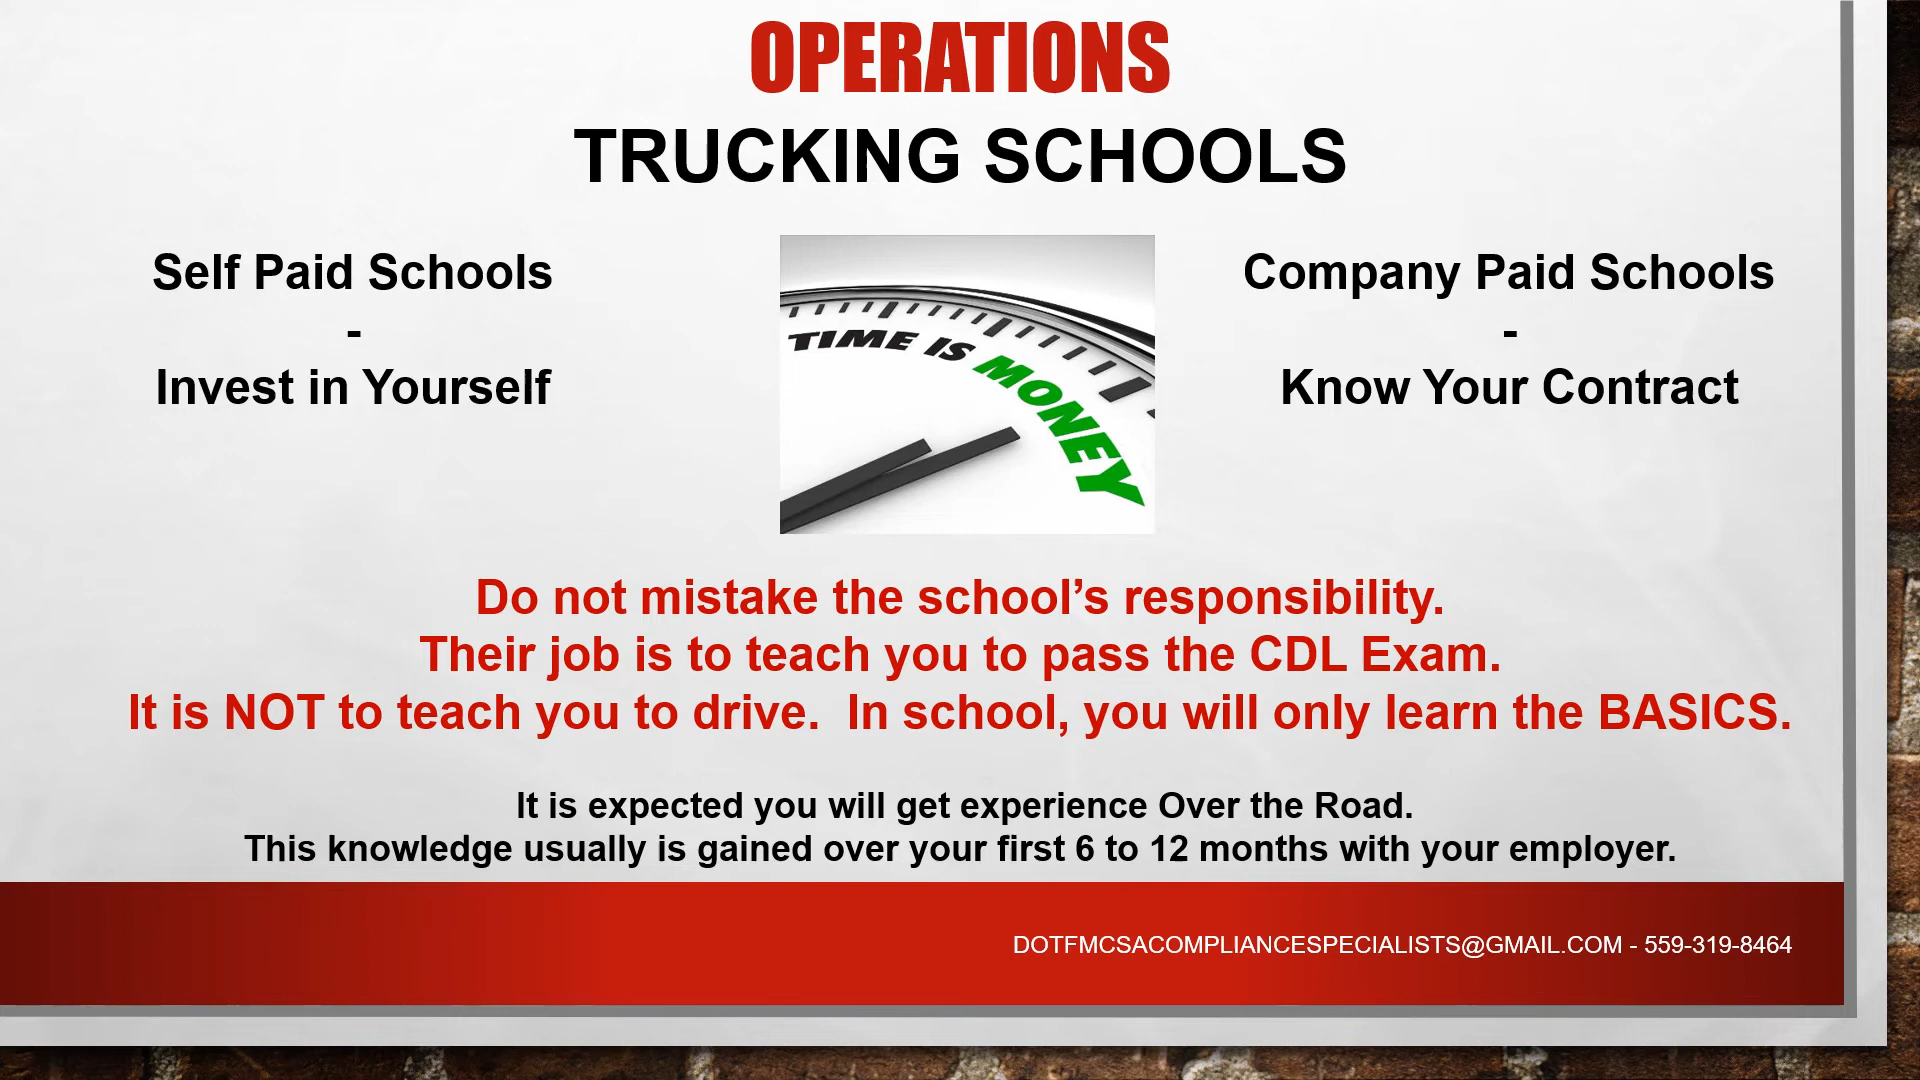 OPERATIONS
TRUCKING SCHOOLS
Self Paid Schools
-
Invest in Yourself
TIME IS MONEY
Company Paid Schools
-
Know Your Contract
Do not mistake the school’s responsibility.
Their job is to teach you to pass the CDL Exam.
It is NOT to teach you to drive.  In school, you will only learn the BASICS.
It is expected you will get experience Over the Road.
This knowledge usually is gained over your first 6 to 12 months with your employer.
DOTFMCSACOMPLIANCESPECIALISTS@GMAIL.COM - 559-319-8464